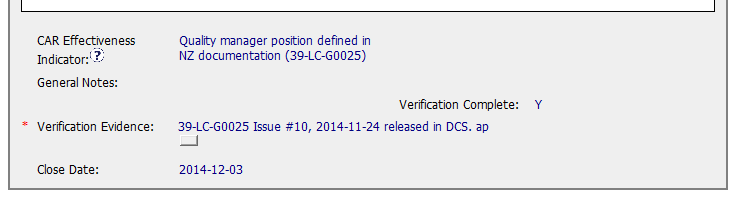 CAR Effectiveness Indicator: ? Quality manager position defined in
NZ documentation (39-LC-G0025)
General Notes:
Verification Complete: Y
* Verification Evidence: 39-LC-G0025 Issue #10, 2014-11-24 released in DCS. ap
Close Date: 2014-12-03